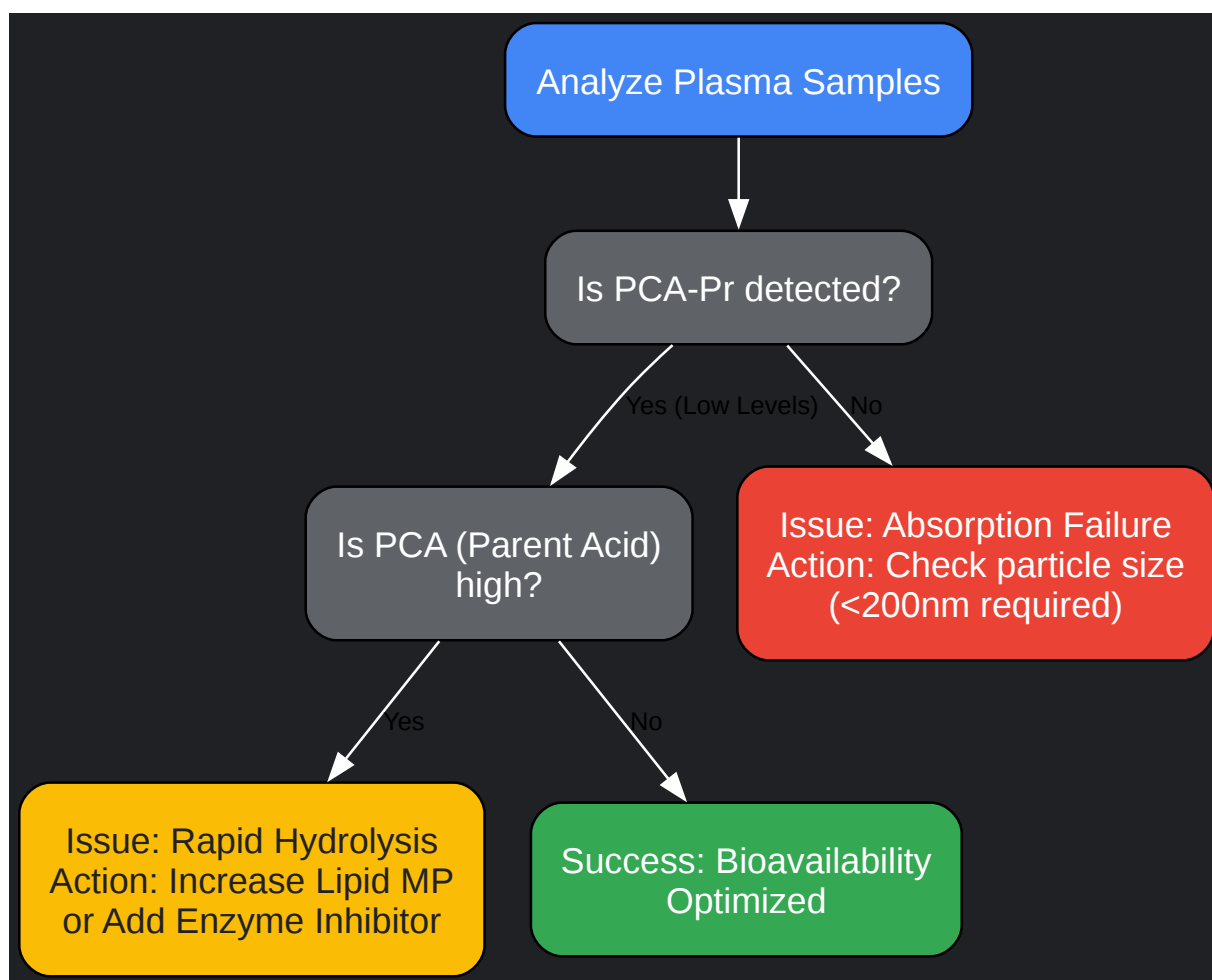 Analyze Plasma Samples
Is PCA-Pr detected?
Yes (Low Levels)
No
Is PCA (Parent Acid)
high?
Issue: Absorption Failure
Action: Check particle size
(<200nm required)
Yes
No
Issue: Rapid Hydrolysis
Action: Increase Lipid MP
or Add Enzyme Inhibitor
Success: Bioavailability
Optimized